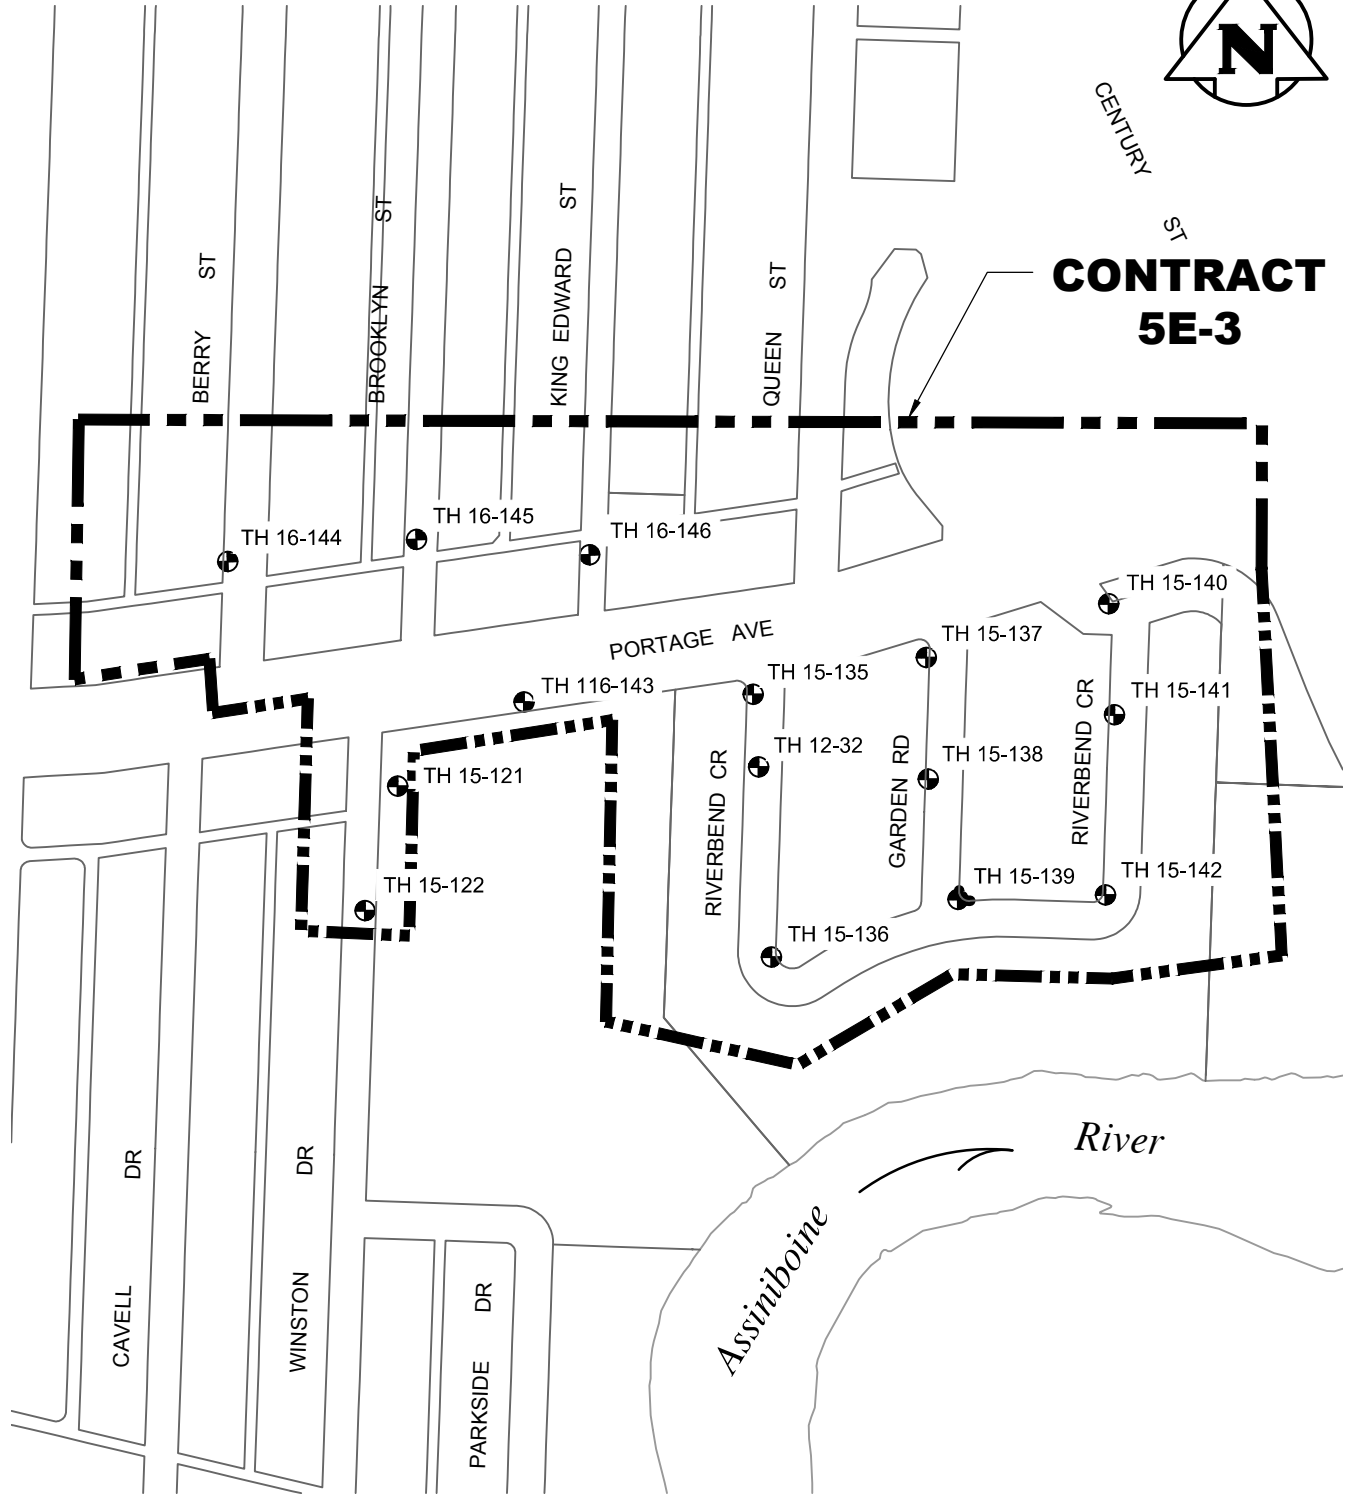 N
CENTURY ST
CONTRACT
5E-3
BERRY ST
BROOKLYN ST
KING EDWARD ST
QUEEN ST
TH 16-144
TH 16-145
TH 16-146
TH 15-140
PORTAGE AVE
TH 15-137
TH 116-143
TH 15-135
TH 15-141
TH 12-32
TH 15-138
TH 15-121
RIVERBEND CR
GARDEN RD
RIVERBEND CR
TH 15-122
TH 15-139
TH 15-142
TH 15-136
River
Assiniboine
CAVELL DR
WINSTON DR
PARKSIDE DR